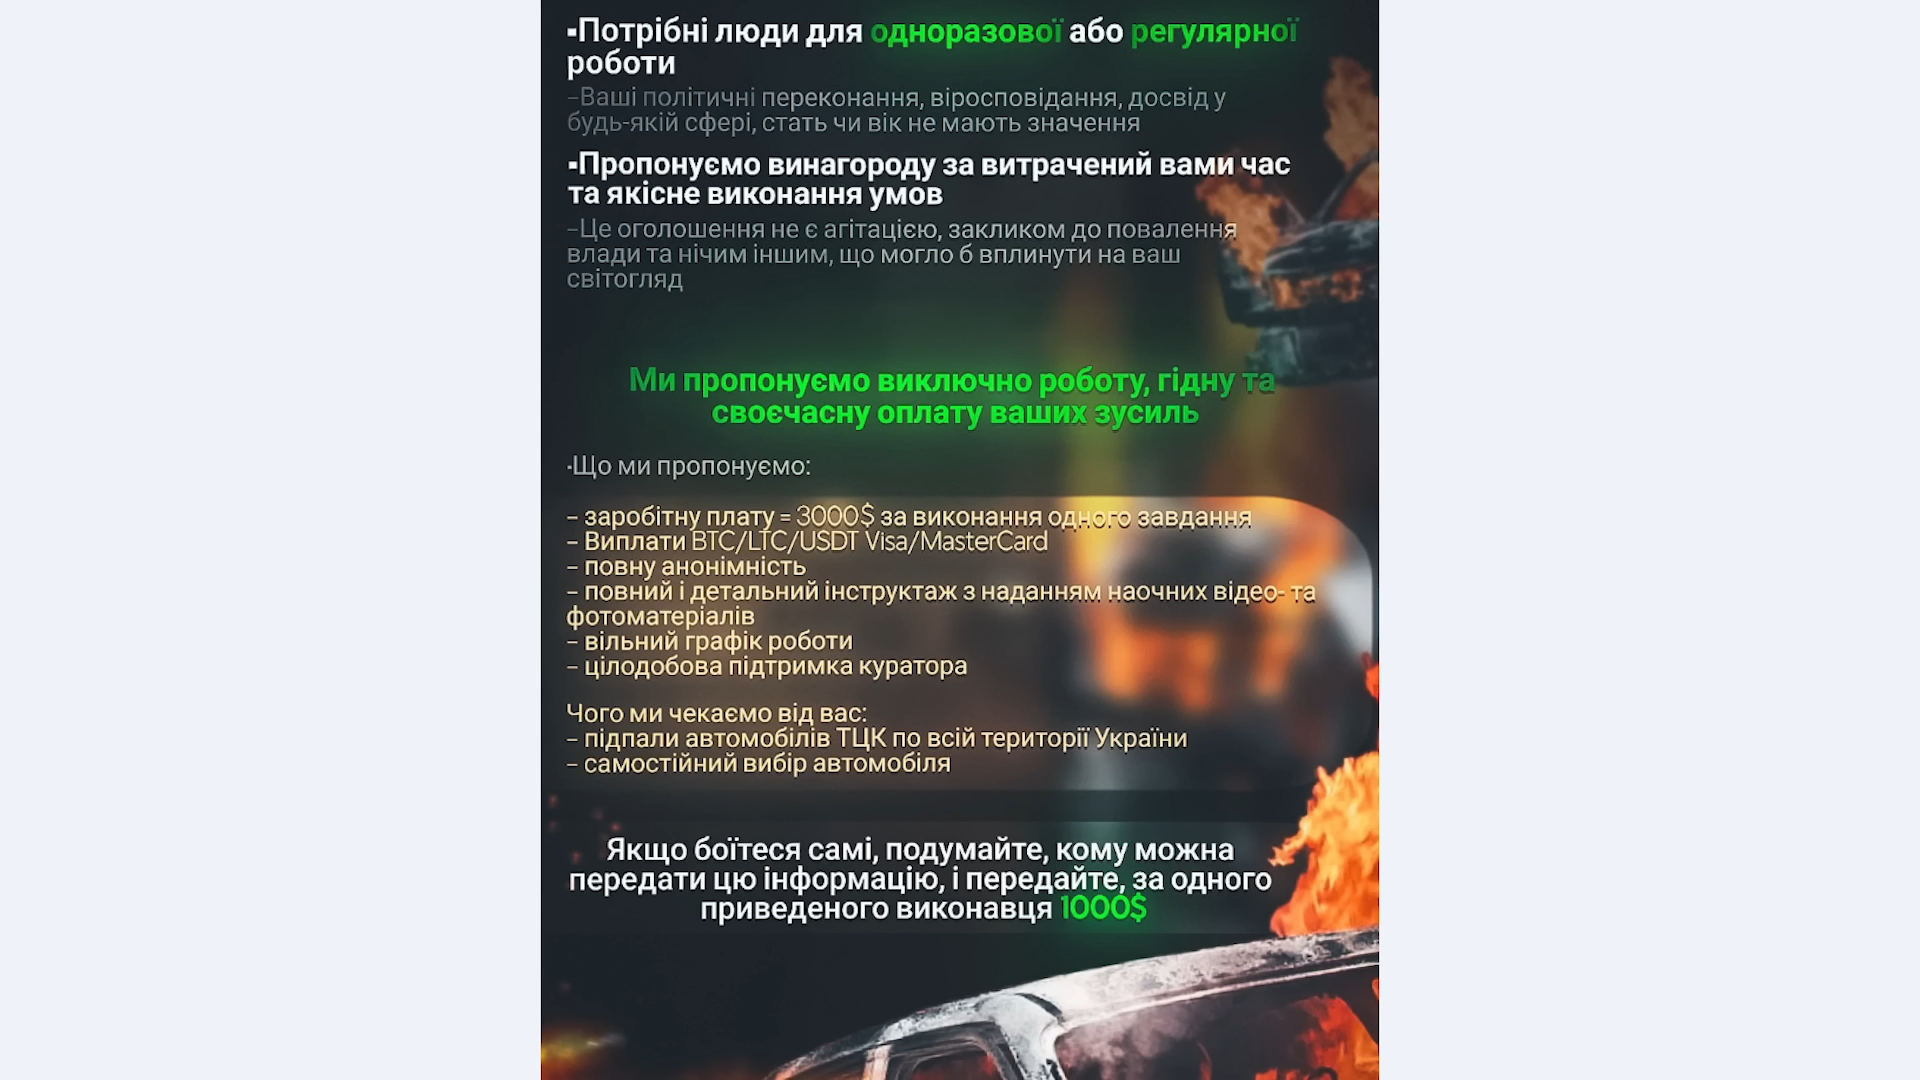 ▪Потрібні люди для одноразової або регулярної
роботи
–Ваші політичні переконання, віросповідання, досвід у
будь-якій сфері, стать чи вік не мають значення
▪Пропонуємо винагороду за витрачений вами час
та якісне виконання умов
–Це оголошення не є агітацією, закликом до повалення
влади та нічим іншим, що могло б вплинути на ваш
світогляд
Ми пропонуємо виключно роботу, гідну та
своєчасну оплату ваших зусиль
·Що ми пропонуємо:
– заробітну плату = 3000$ за виконання одного завдання
– Виплати BTC/LTC/USDT Visa/MasterCard
– повну анонімність
– повний і детальний інструктаж з наданням наочних відео- та
фотоматеріалів
– вільний графік роботи
– цілодобова підтримка куратора
Чого ми чекаємо від вас:
– підпали автомобілів ТЦК по всій території України
– самостійний вибір автомобіля
Якщо боїтеся самі, подумайте, кому можна
передати цю інформацію, і передайте, за одного
приведеного виконавця 1000$